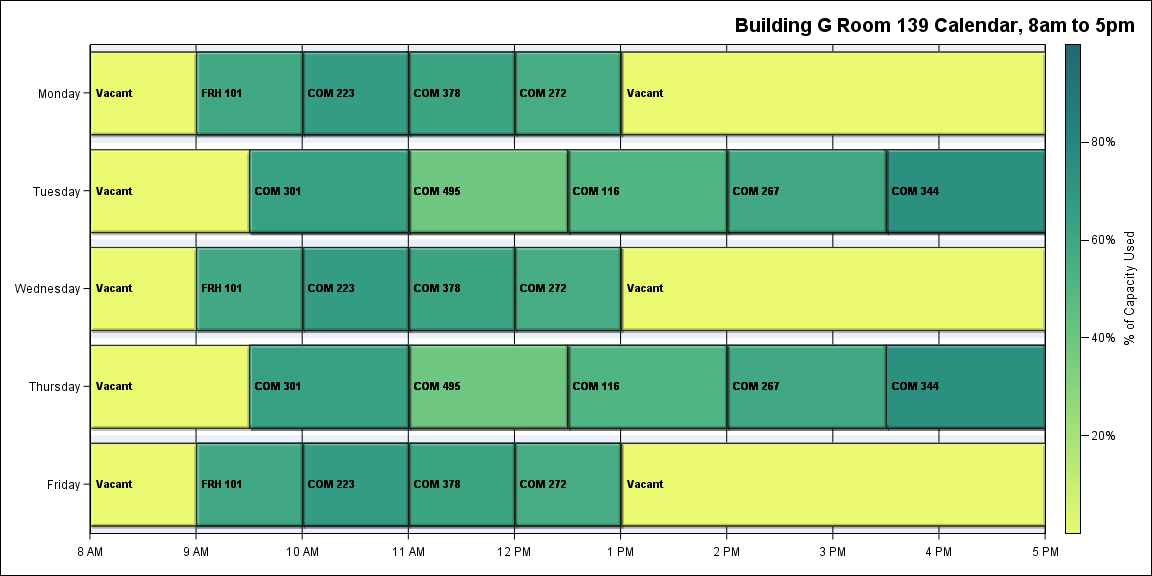 Building G Room 139 Calendar, 8am to 5pm
Monday
Vacant
FRH 101
COM 223
COM 378
COM 272
Vacant
Tuesday
Vacant
COM 301
COM 495
COM 116
COM 267
COM 344
Wednesday
Vacant
FRH 101
COM 223
COM 378
COM 272
Vacant
Thursday
Vacant
COM 301
COM 495
COM 116
COM 267
COM 344
Friday
Vacant
FRH 101
COM 223
COM 378
COM 272
Vacant
8 AM
9 AM
10 AM
11 AM
12 PM
1 PM
2 PM
3 PM
4 PM
5 PM
80%
60%
40%
20%
% of Capacity Used